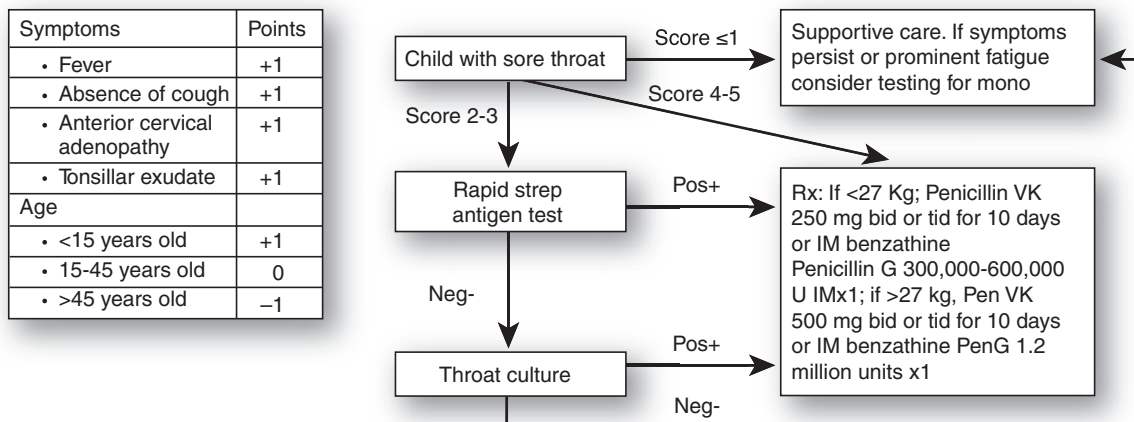 Symptoms Points
• Fever +1
• Absence of cough +1
• Anterior cervical +1
adenopathy
• Tonsillar exudate +1
Age
• <15 years old +1
• 15-45 years old 0
• >45 years old –1
Child with sore throat
Score ≤1
Supportive care. If symptoms
persist or prominent fatigue
consider testing for mono
Score 2-3
Score 4-5
Rapid strep
antigen test
Pos+
Rx: If <27 Kg; Penicillin VK
250 mg bid or tid for 10 days
or IM benzathine
Penicillin G 300,000-600,000
U IMx1; if >27 kg, Pen VK
500 mg bid or tid for 10 days
or IM benzathine PenG 1.2
million units x1
Neg-
Throat culture
Pos+
Neg-